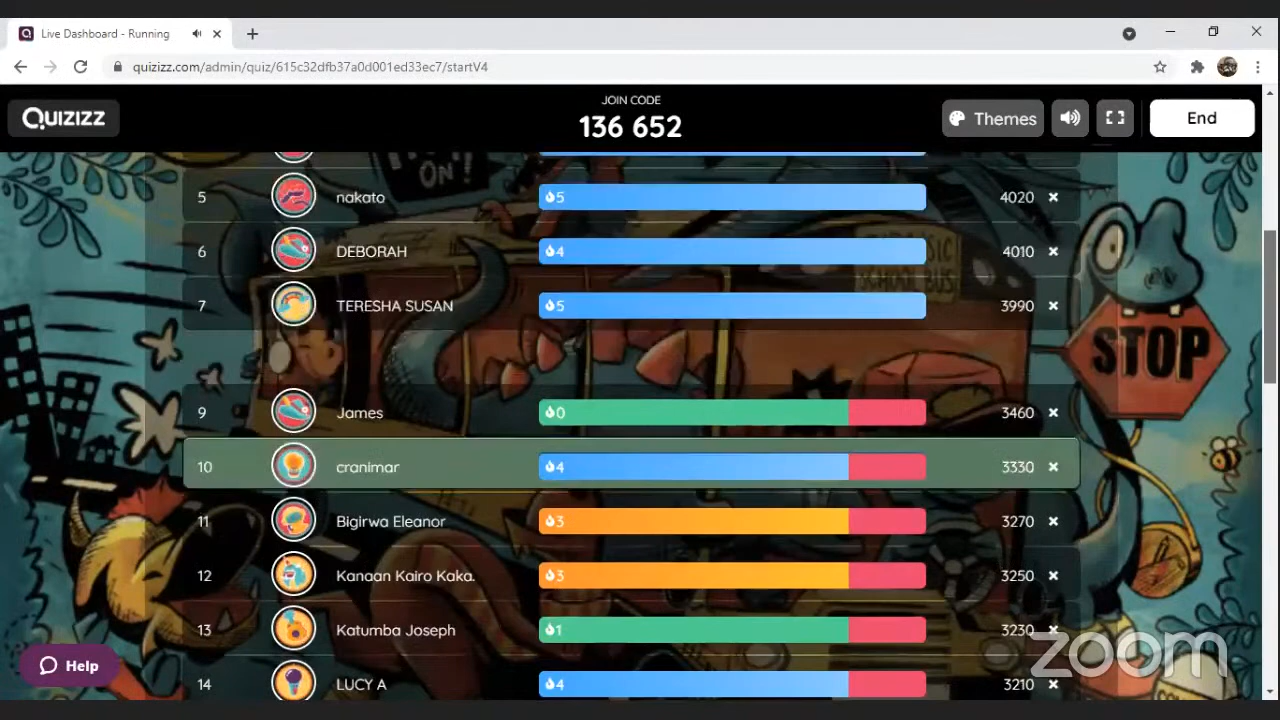 Live Dashboard - Running
quizizz.com/admin/quiz/615c32dfb37a0d001ed33ec7/startV4
QUIZIZZ
JOIN CODE
136 652
Themes
End
ON!
5 nakato 5 4020
6 DEBORAH 4 4010
7 TERESHA SUSAN 5 3990
SCHOOL BUS
STOP
9 James 0 3460
10 cranimar 4 3330
11 Bigirwa Eleanor 3 3270
12 Kanaan Kairo Kaka. 3 3250
13 Katumba Joseph 1 3230
14 LUCY A 4 3210
Help
zoom